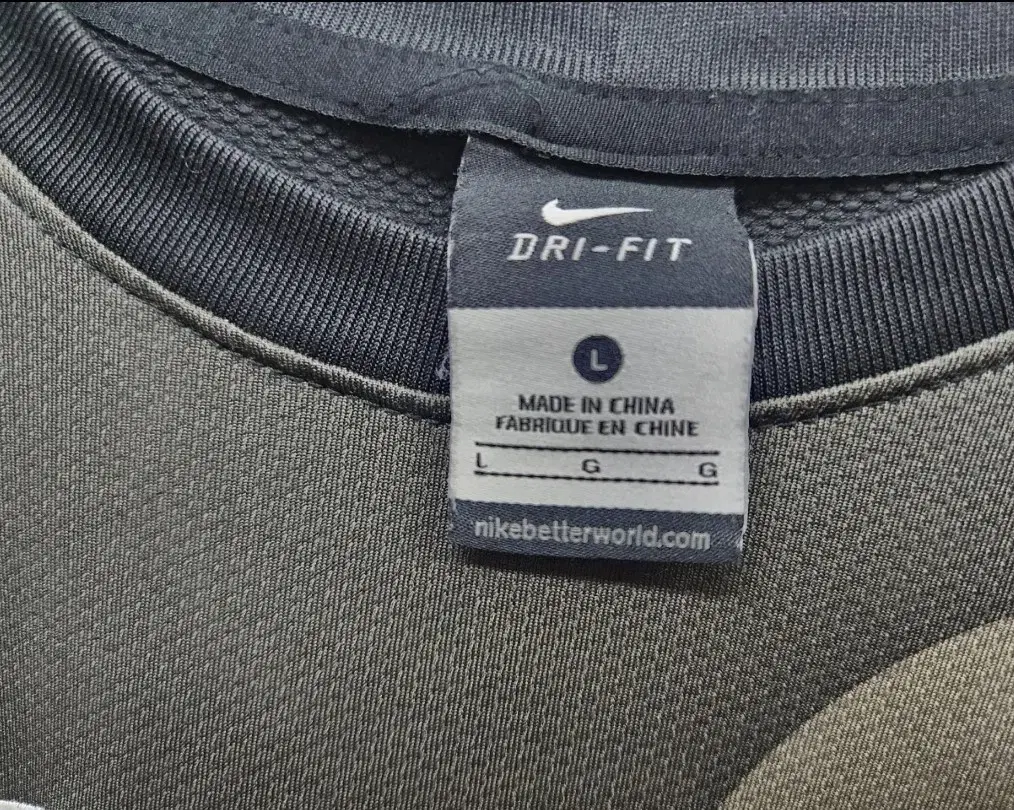 DRI-FIT
L
MADE IN CHINA
FABRIQUE EN CHINE
L G G
nikebetterworld.com